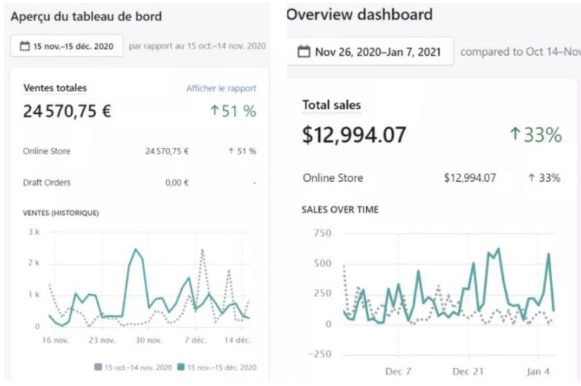 Aperçu du tableau de bord
15 nov.–15 déc. 2020 par rapport au 15 oct.–14 nov. 2020
Ventes totales Afficher le rapport
24 570,75 € ↑51 %
Online Store 24 570,75 € ↑ 51 %
Draft Orders 0,00 € -
VENTES (HISTORIQUE)
3 k
2 k
1 k
0
16 nov. 23 nov. 30 nov. 7 déc. 14 déc.
15 oct.–14 nov. 2020 15 nov.–15 déc. 2020
Overview dashboard
Nov 26, 2020–Jan 7, 2021 compared to Oct 14–Nov
Total sales
$12,994.07 ↑33%
Online Store $12,994.07 ↑ 33%
SALES OVER TIME
750
500
250
0
-250
Dec 7 Dec 21 Jan 4